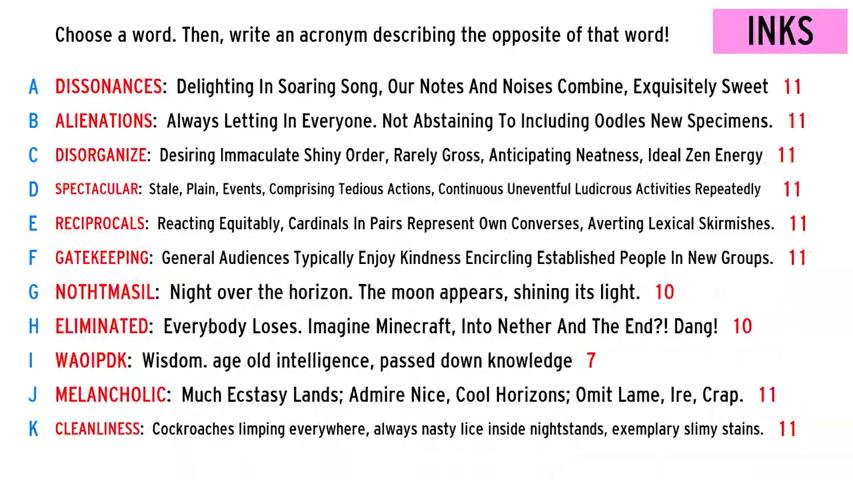 Choose a word. Then, write an acronym describing the opposite of that word!
INKS
A DISSONANCES: Delighting In Soaring Song, Our Notes And Noises Combine, Exquisitely Sweet 11
B ALIENATIONS: Always Letting In Everyone. Not Abstaining To Including Oodles New Specimens. 11
C DISORGANIZE: Desiring Immaculate Shiny Order, Rarely Gross, Anticipating Neatness, Ideal Zen Energy 11
D SPECTACULAR: Stale, Plain, Events, Comprising Tedious Actions, Continuous Uneventful Ludicrous Activities Repeatedly 11
E RECIPROCALS: Reacting Equitably, Cardinals In Pairs Represent Own Converses, Averting Lexical Skirmishes. 11
F GATEKEEPING: General Audiences Typically Enjoy Kindness Encircling Established People In New Groups. 11
G NOTHTMASIL: Night over the horizon. The moon appears, shining its light. 10
H ELIMINATED: Everybody Loses. Imagine Minecraft, Into Nether And The End?! Dang! 10
I WAOIPDK: Wisdom. age old intelligence, passed down knowledge 7
J MELANCHOLIC: Much Ecstasy Lands; Admire Nice, Cool Horizons; Omit Lame, Ire, Crap. 11
K CLEANLINESS: Cockroaches limping everywhere, always nasty lice inside nightstands, exemplary slimy stains. 11